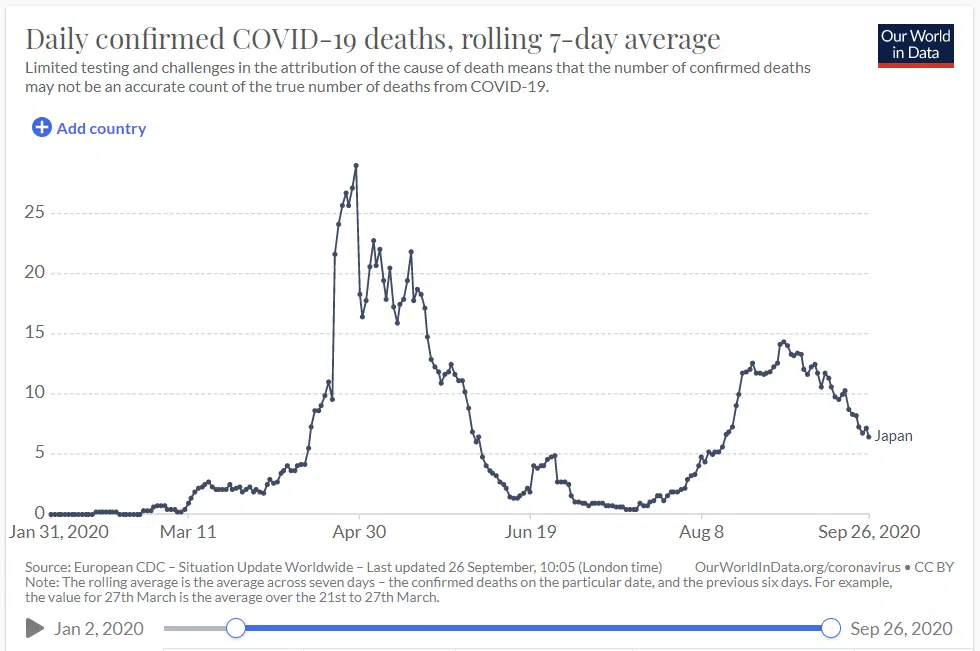 Daily confirmed COVID-19 deaths, rolling 7-day average
Our World
in Data
Limited testing and challenges in the attribution of the cause of death means that the number of confirmed deaths
may not be an accurate count of the true number of deaths from COVID-19.
Add country
25
20
15
10
5
0
Japan
Jan 31, 2020 Mar 11 Apr 30 Jun 19 Aug 8 Sep 26, 2020
Source: European CDC – Situation Update Worldwide – Last updated 26 September, 10:05 (London time) OurWorldInData.org/coronavirus • CC BY
Note: The rolling average is the average across seven days – the confirmed deaths on the particular date, and the previous six days. For example,
the value for 27th March is the average over the 21st to 27th March.
Jan 2, 2020 Sep 26, 2020